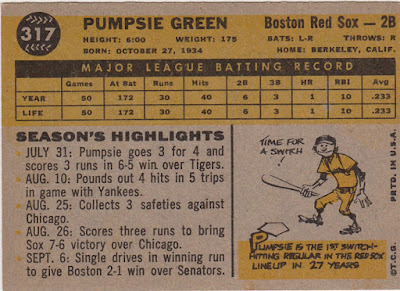 317
PUMPSIE GREEN
Boston Red Sox — 2B
HEIGHT: 6:00 WEIGHT: 175
BATS: L-R THROWS: R
BORN: OCTOBER 27, 1934
HOME: BERKELEY, CALIF.
MAJOR LEAGUE BATTING RECORD
Games At Bat Runs Hits 2B 3B HR RBI Avg.
YEAR 50 172 30 40 6 3 1 10 .233
LIFE 50 172 30 40 6 3 1 10 .233
SEASON'S HIGHLIGHTS
JULY 31: Pumpsie goes 3 for 4 and
scores 3 runs in 6-5 win over Tigers.
AUG. 10: Pounds out 4 hits in 5 trips
in game with Yankees.
AUG. 25: Collects 3 safeties against
Chicago.
AUG. 26: Scores three runs to bring
Sox 7-6 victory over Chicago.
SEPT. 6: Single drives in winning run
to give Boston 2-1 win over Senators.
TIME FOR
A SWITCH
PUMPSIE IS THE 1ST SWITCH-
HITTING REGULAR IN THE RED SOX
LINEUP IN 27 YEARS
©T.C.G. PRTD. IN U.S.A.